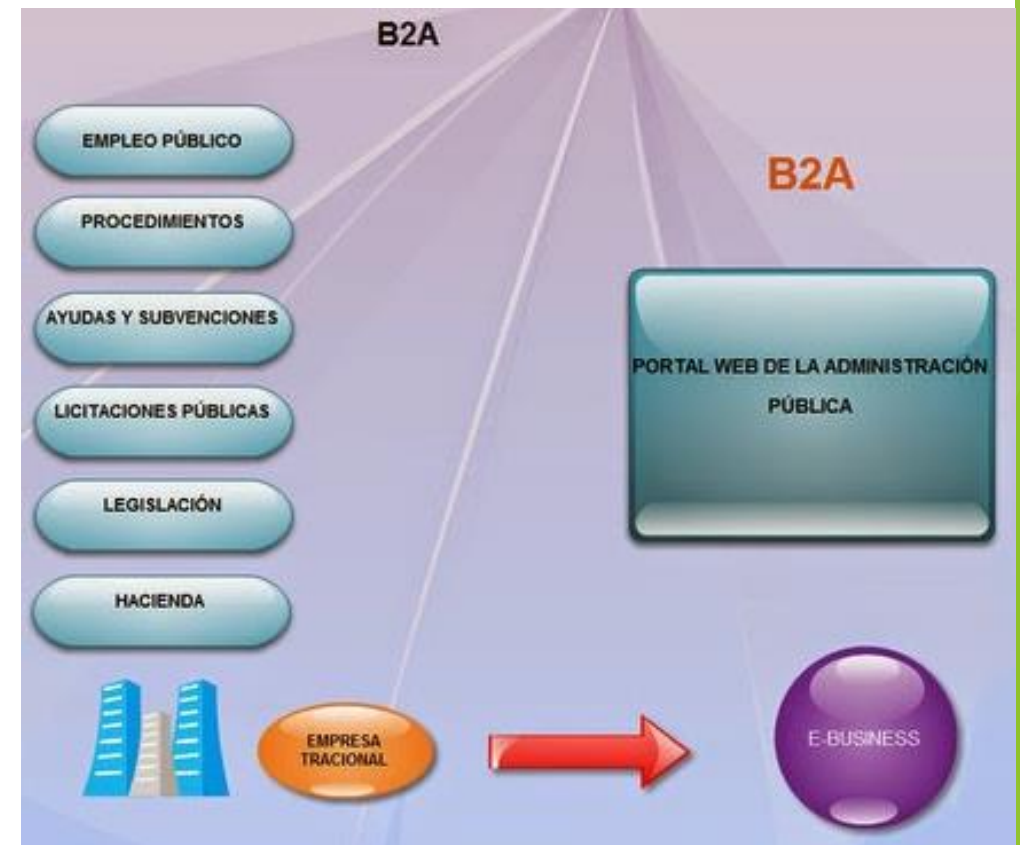 B2A
EMPLEO PÚBLICO
PROCEDIMIENTOS
AYUDAS Y SUBVENCIONES
LICITACIONES PÚBLICAS
LEGISLACIÓN
HACIENDA
EMPRESA
TRACIONAL
B2A
PORTAL WEB DE LA ADMINISTRACIÓN
PÚBLICA
E-BUSINESS